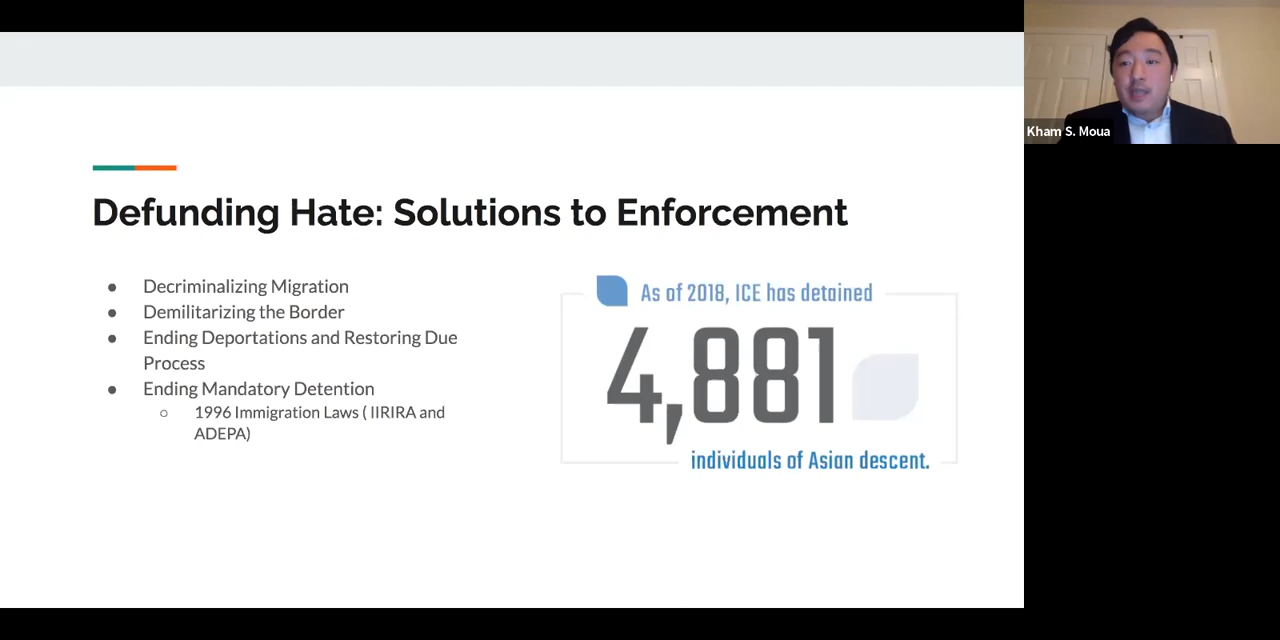 Defunding Hate: Solutions to Enforcement
● Decriminalizing Migration
● Demilitarizing the Border
● Ending Deportations and Restoring Due
Process
● Ending Mandatory Detention
○ 1996 Immigration Laws ( IIRIRA and
ADEPA)
As of 2018, ICE has detained
4,881
individuals of Asian descent.
Kham S. Moua